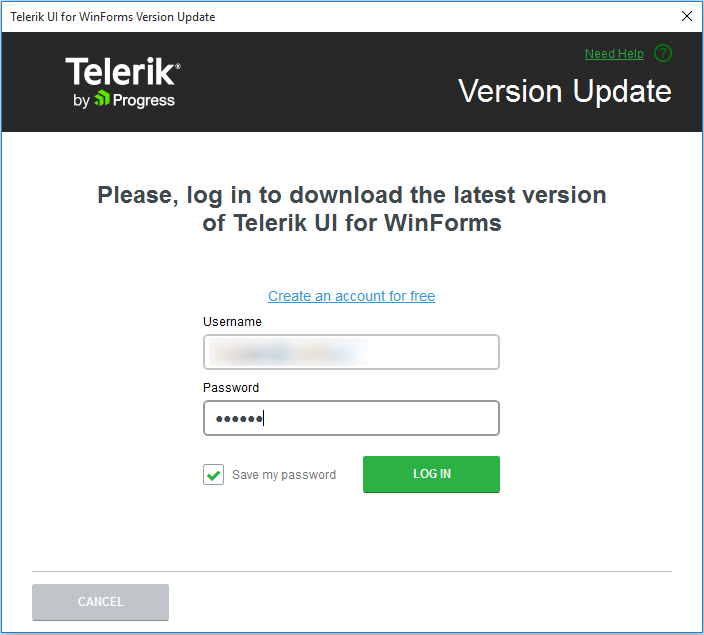 Telerik UI for WinForms Version Update
Need Help ?
Telerik®
by Progress
Version Update
Please, log in to download the latest version
of Telerik UI for WinForms
Create an account for free
Username
Password
••••••
Save my password
LOG IN
CANCEL